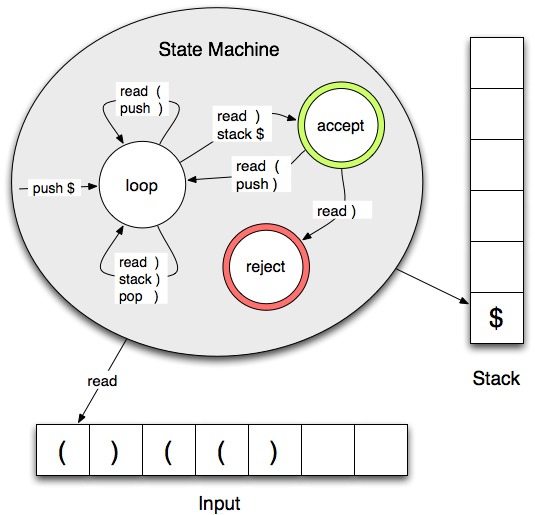 State Machine
read (
push )
read )
stack $
accept
read (
push )
push $
loop
read )
read )
stack )
pop )
reject
$
Stack
read
( ) ( ( )
Input